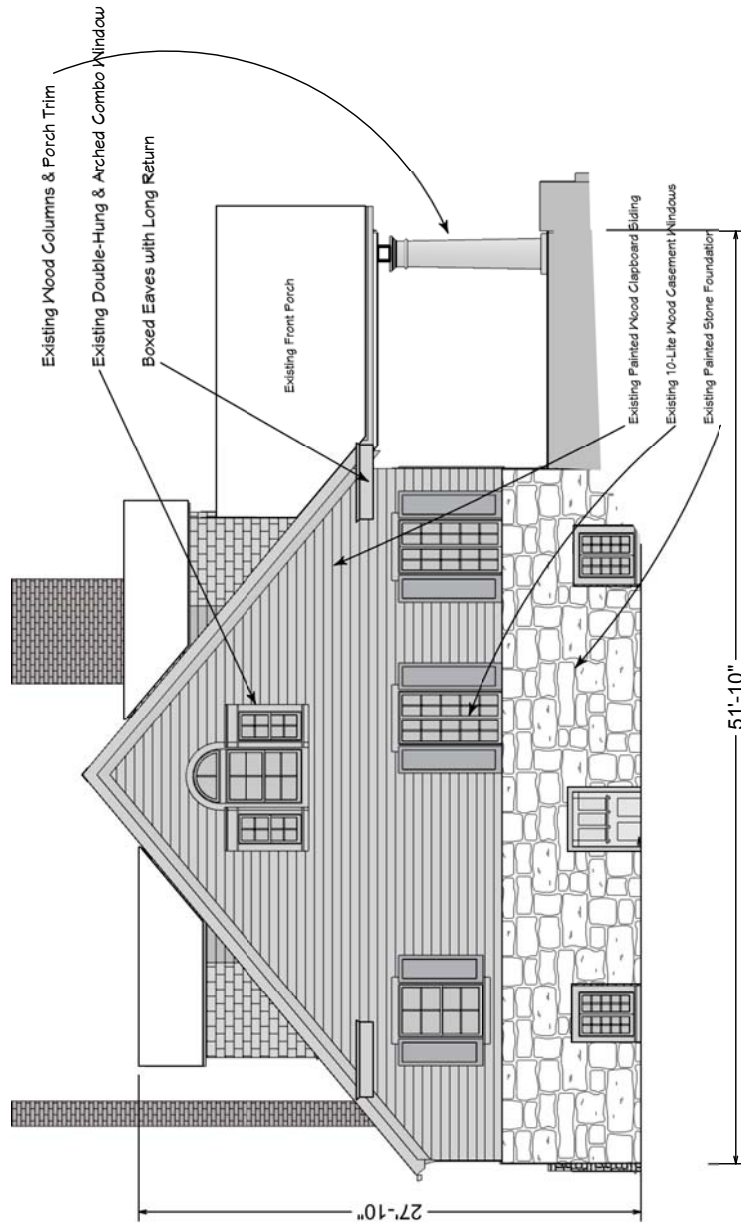 Existing Wood Columns & Porch Trim
Existing Double-Hung & Arched Combo Window
Boxed Eaves with Long Return
Existing Front Porch
Existing Painted Wood Clapboard Siding
Existing 10-Lite Wood Casement Windows
Existing Painted Stone Foundation
51'-10"
27'-10"